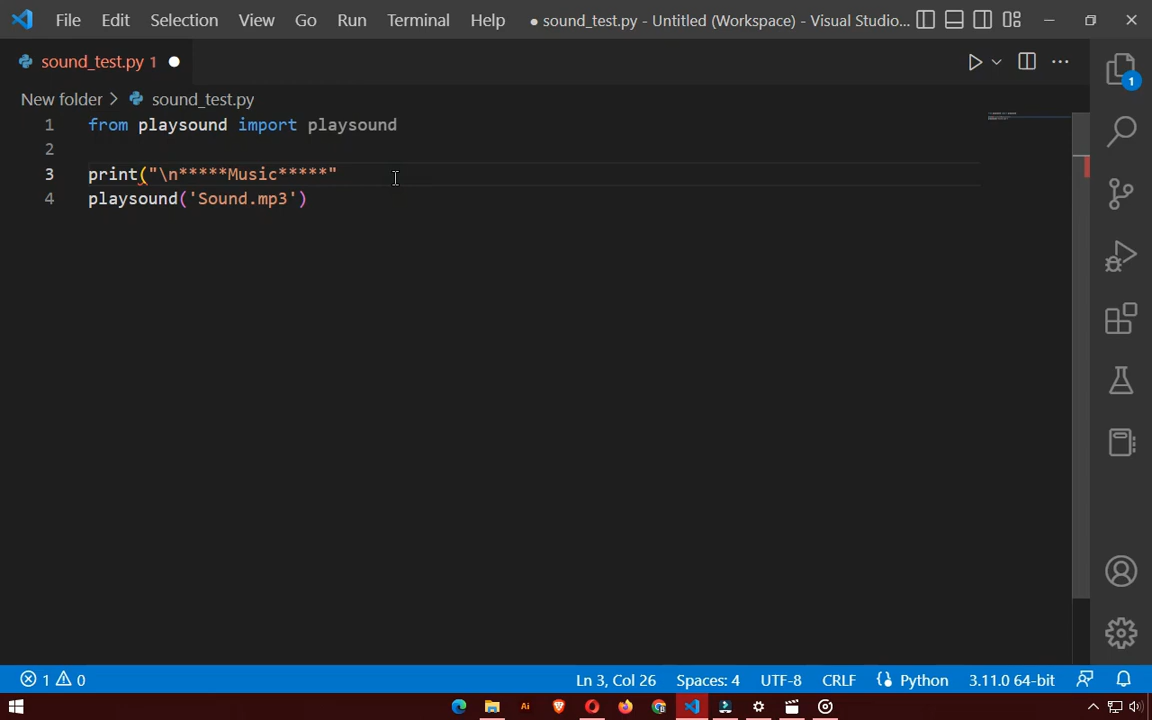 File Edit Selection View Go Run Terminal Help ● sound_test.py - Untitled (Workspace) - Visual Studio...
sound_test.py 1
New folder > sound_test.py
1 from playsound import playsound
2
3 print("\n*****Music*****"
4 playsound('Sound.mp3')
1
1 0 Ln 3, Col 26 Spaces: 4 UTF-8 CRLF Python 3.11.0 64-bit
Ai